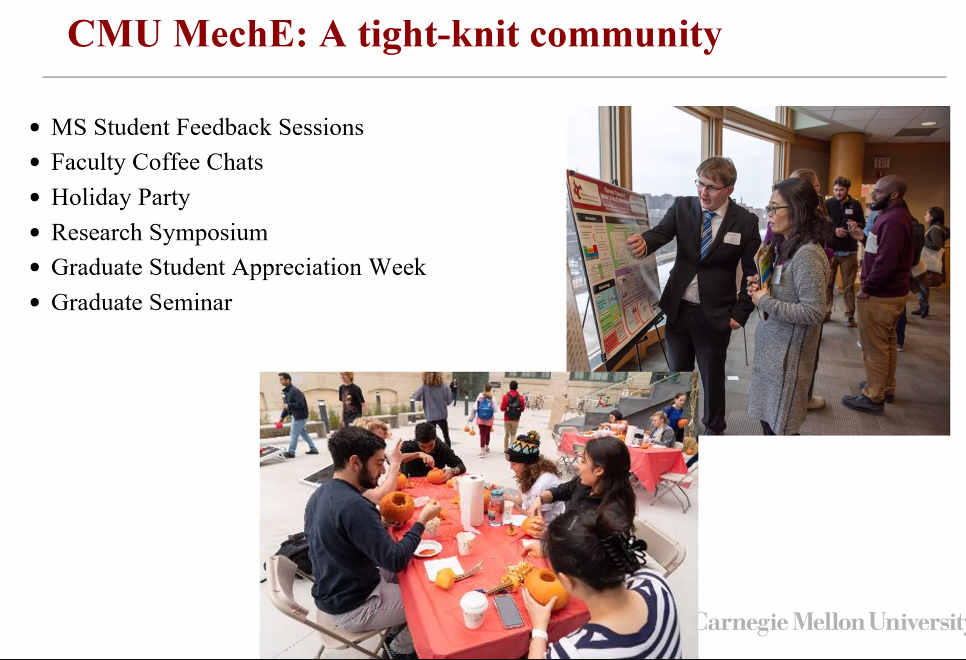 CMU MechE: A tight-knit community
MS Student Feedback Sessions
Faculty Coffee Chats
Holiday Party
Research Symposium
Graduate Student Appreciation Week
Graduate Seminar
EXIT
Carnegie Mellon University